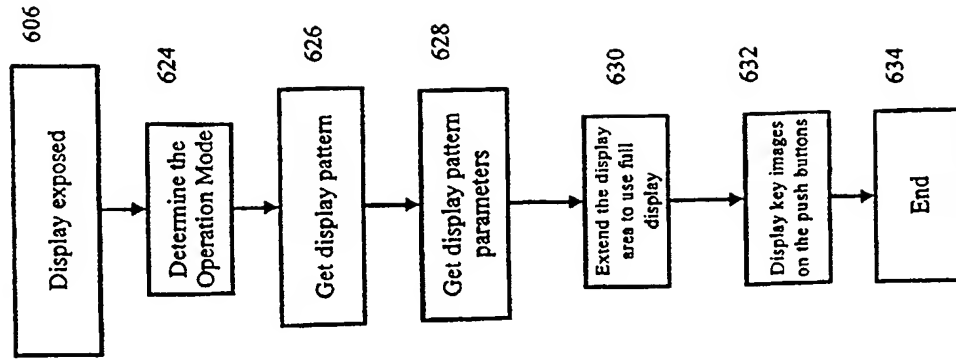 Display exposed
606
Determine the
Operation Mode
624
Get display pattern
626
Get display pattern
parameters
628
Extend the display
area to use full
display
630
Display key images
on the push buttons
632
End
634